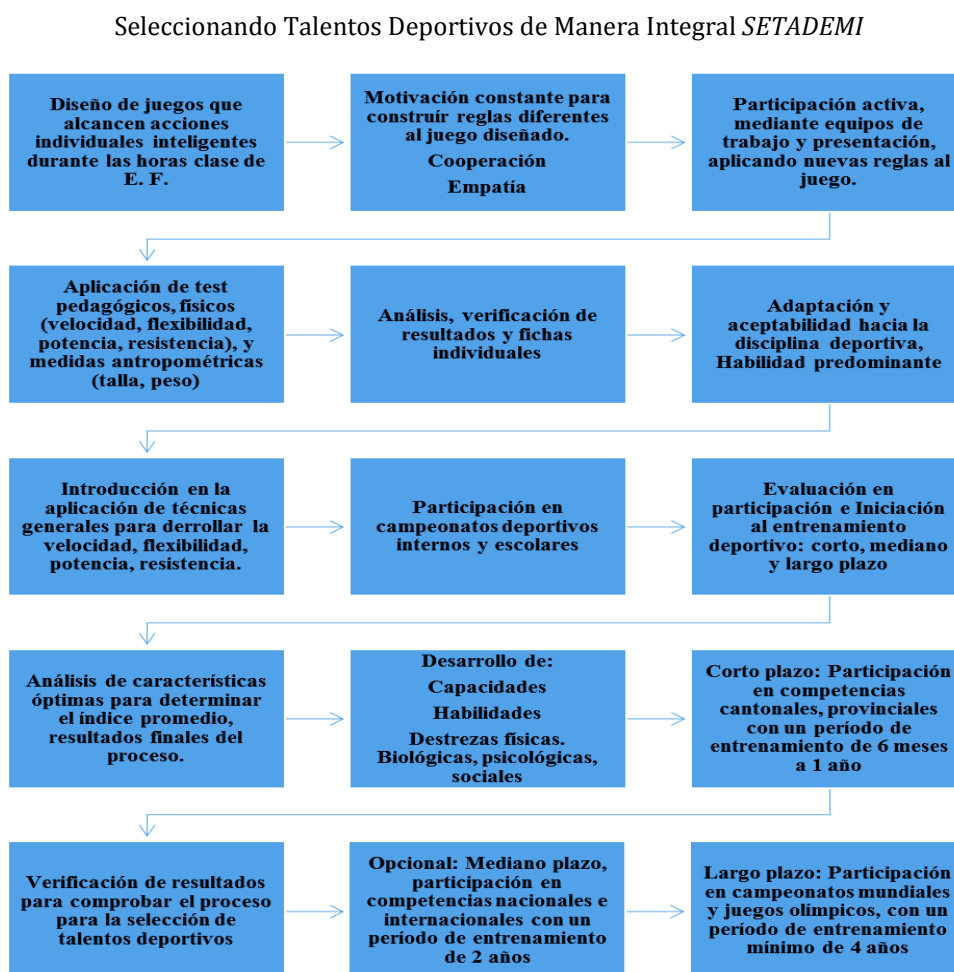 Seleccionando Talentos Deportivos de Manera Integral SETADEMI
Diseño de juegos que
alcancen acciones
individuales inteligentes
durante las horas clase de
E. F.
Motivación constante para
construír reglas diferentes
al juego diseñado.
Cooperación
Empatía
Participación activa,
mediante equipos de
trabajo y presentación,
aplicando nuevas reglas al
juego.
Aplicación de test
pedagógicos, físicos
(velocidad, flexibilidad,
potencia, resistencia), y
medidas antropométricas
(talla, peso)
Análisis, verificación de
resultados y fichas
individuales
Adaptación y
aceptabilidad hacia la
disciplina deportiva,
Habilidad predominante
Introducción en la
aplicación de técnicas
generales para derrollar la
velocidad, flexibilidad,
potencia, resistencia.
Participación en
campeonatos deportivos
internos y escolares
Evaluación en
participación e Iniciación
al entrenamiento
deportivo: corto, mediano
y largo plazo
Análisis de características
óptimas para determinar
el índice promedio,
resultados finales del
proceso.
Desarrollo de:
Capacidades
Habilidades
Destrezas físicas.
Biológicas, psicológicas,
sociales
Corto plazo: Participación
en competencias
cantonales, provinciales
con un período de
entrenamiento de 6 meses
a 1 año
Verificación de resultados
para comprobar el proceso
para la selección de
talentos deportivos
Opcional: Mediano plazo,
participación en
competencias nacionales e
internacionales con un
período de entrenamiento
de 2 años
Largo plazo: Participación
en campeonatos mundiales
y juegos olímpicos, con un
período de entrenamiento
mínimo de 4 años